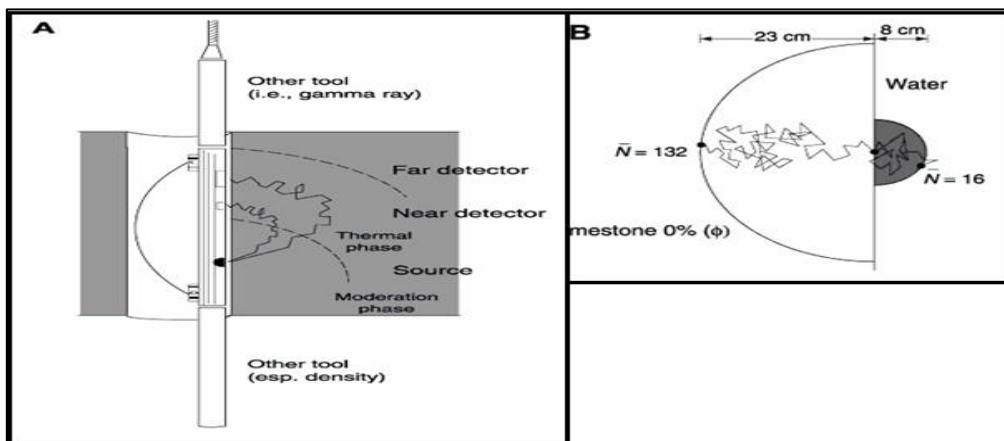 A
Other tool
(i.e., gamma ray)
Far detector
Near detector
Thermal
phase
Source
Moderation
phase
Other tool
(esp. density)
B
23 cm
8 cm
Water
N̄ = 132
N̄ = 16
mestone 0% (ϕ)